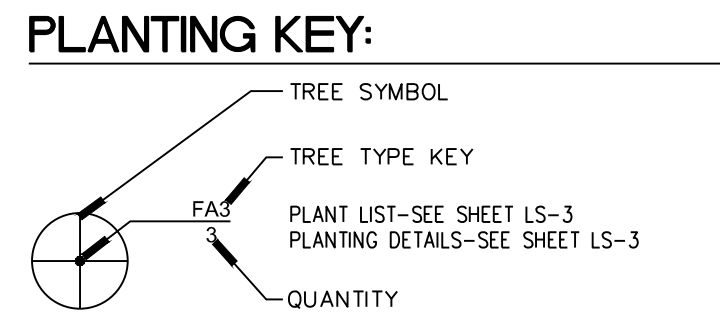 PLANTING KEY:
TREE SYMBOL
TREE TYPE KEY
FA3
3
PLANT LIST-SEE SHEET LS-3
PLANTING DETAILS-SEE SHEET LS-3
QUANTITY